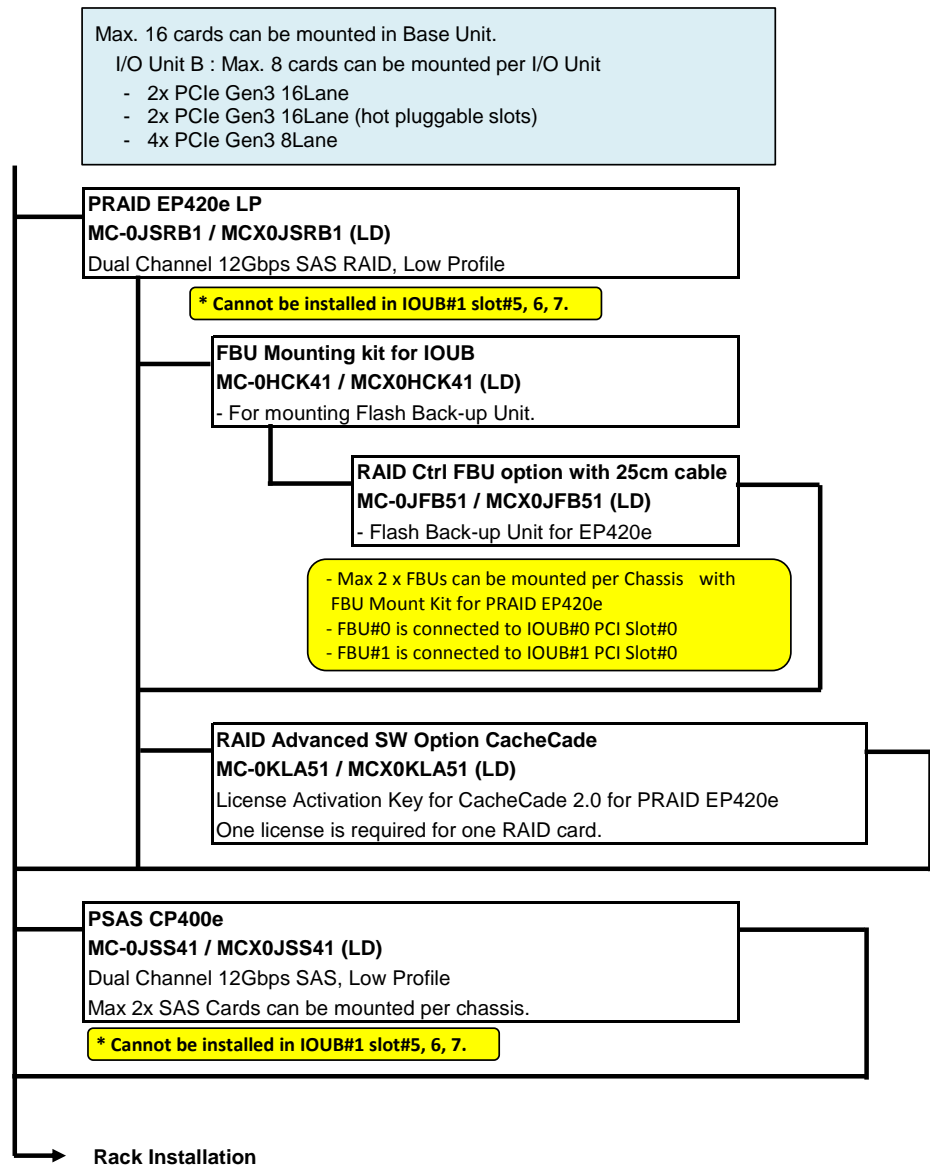 Max. 16 cards can be mounted in Base Unit.
I/O Unit B : Max. 8 cards can be mounted per I/O Unit
- 2x PCIe Gen3 16Lane
- 2x PCIe Gen3 16Lane (hot pluggable slots)
- 4x PCIe Gen3 8Lane
PRAID EP420e LP
MC-0JSRB1 / MCX0JSRB1 (LD)
Dual Channel 12Gbps SAS RAID, Low Profile
* Cannot be installed in IOUB#1 slot#5, 6, 7.
FBU Mounting kit for IOUB
MC-0HCK41 / MCX0HCK41 (LD)
- For mounting Flash Back-up Unit.
RAID Ctrl FBU option with 25cm cable
MC-0JFB51 / MCX0JFB51 (LD)
- Flash Back-up Unit for EP420e
- Max 2 x FBUs can be mounted per Chassis with
FBU Mount Kit for PRAID EP420e
- FBU#0 is connected to IOUB#0 PCI Slot#0
- FBU#1 is connected to IOUB#1 PCI Slot#0
RAID Advanced SW Option CacheCade
MC-0KLA51 / MCX0KLA51 (LD)
License Activation Key for CacheCade 2.0 for PRAID EP420e
One license is required for one RAID card.
PSAS CP400e
MC-0JSS41 / MCX0JSS41 (LD)
Dual Channel 12Gbps SAS, Low Profile
Max 2x SAS Cards can be mounted per chassis.
* Cannot be installed in IOUB#1 slot#5, 6, 7.
Rack Installation